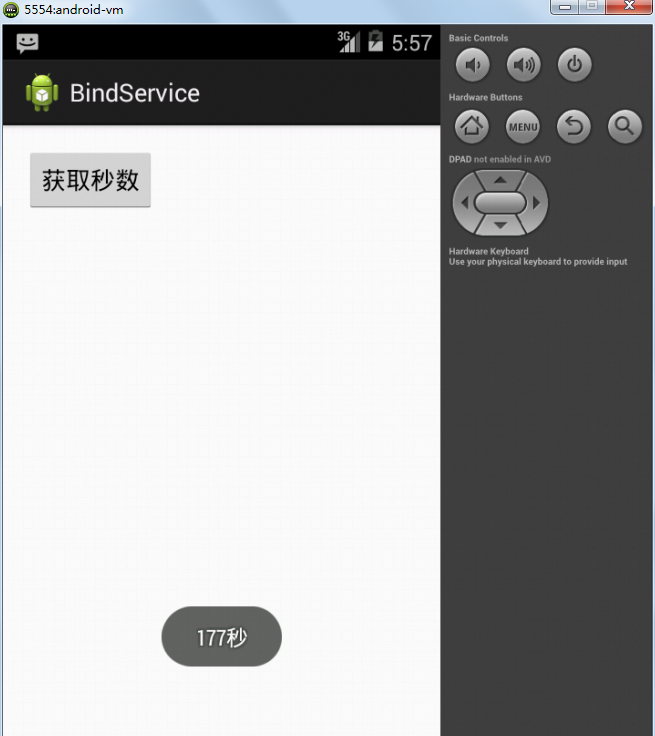 5554:android-vm
3G 5:57
BindService
获取秒数
177秒
Basic Controls
Hardware Buttons
MENU
DPAD not enabled in AVD
Hardware Keyboard
Use your physical keyboard to provide input